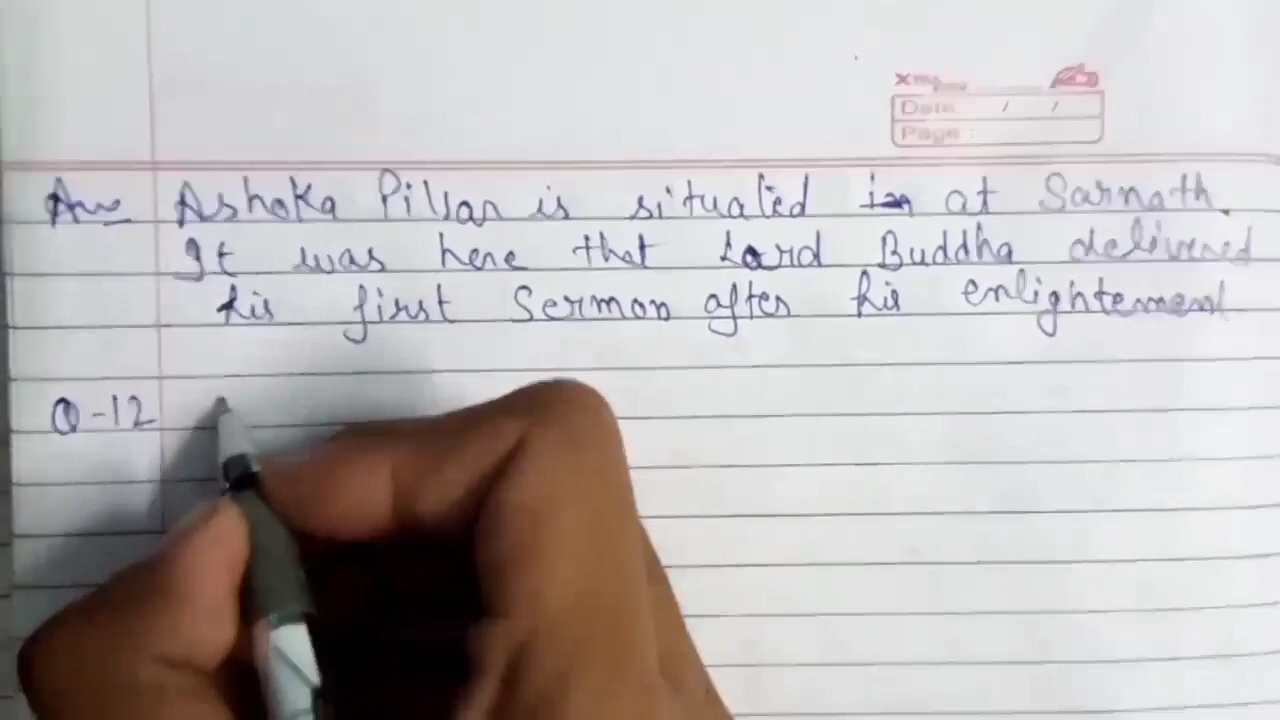 Date: / /
Page:
Ans Ashoka Pillar is situated in at Sarnath.
It was here that Lord Buddha delivered
his first Sermon after his enlightement
Q-12